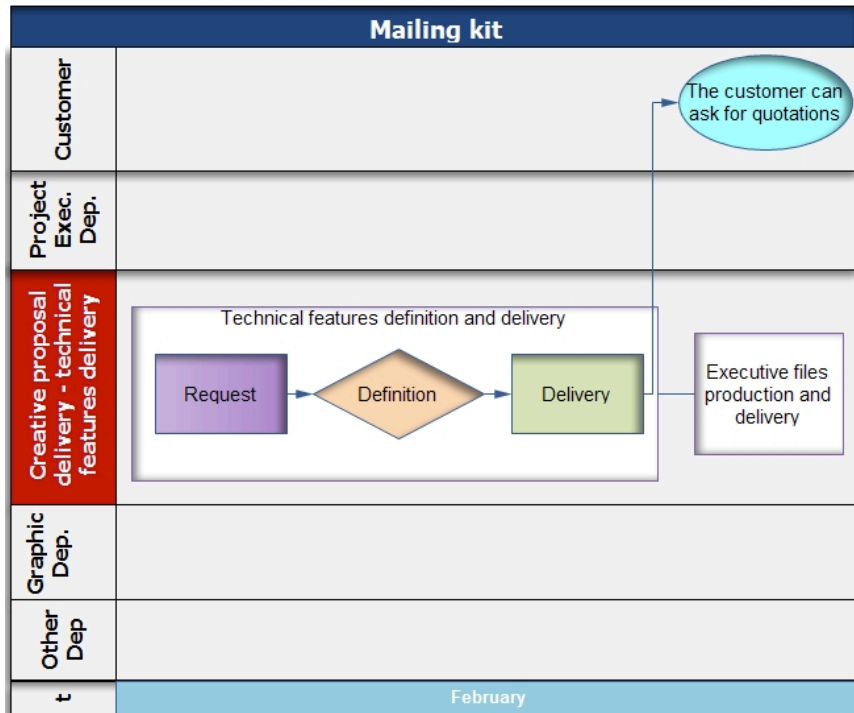 Mailing kit
Customer
The customer can
ask for quotations
Project
Exec.
Dep.
Creative proposal
delivery - technical
features delivery
Technical features definition and delivery
Request
Definition
Delivery
Executive files
production and
delivery
Graphic
Dep.
Other
Dep
t
February